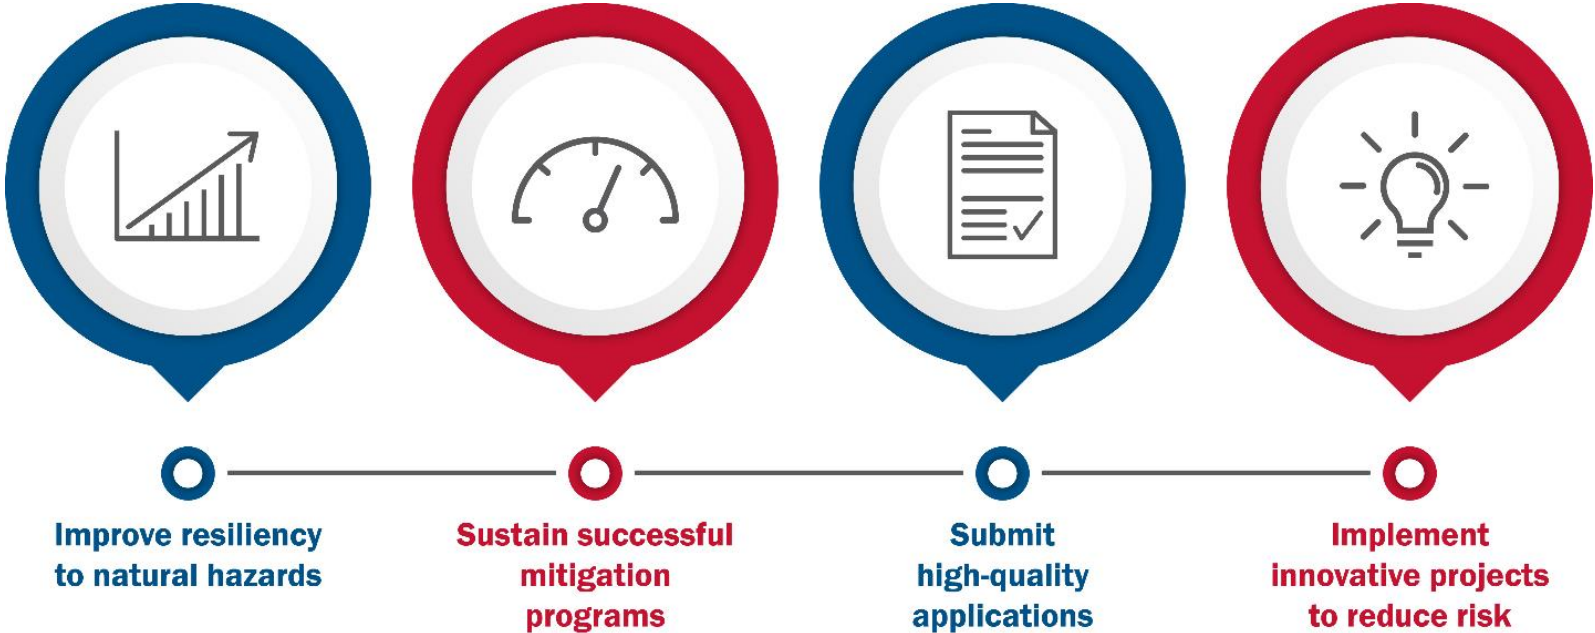 Improve resiliency
to natural hazards
Sustain successful
mitigation
programs
Submit
high-quality
applications
Implement
innovative projects
to reduce risk